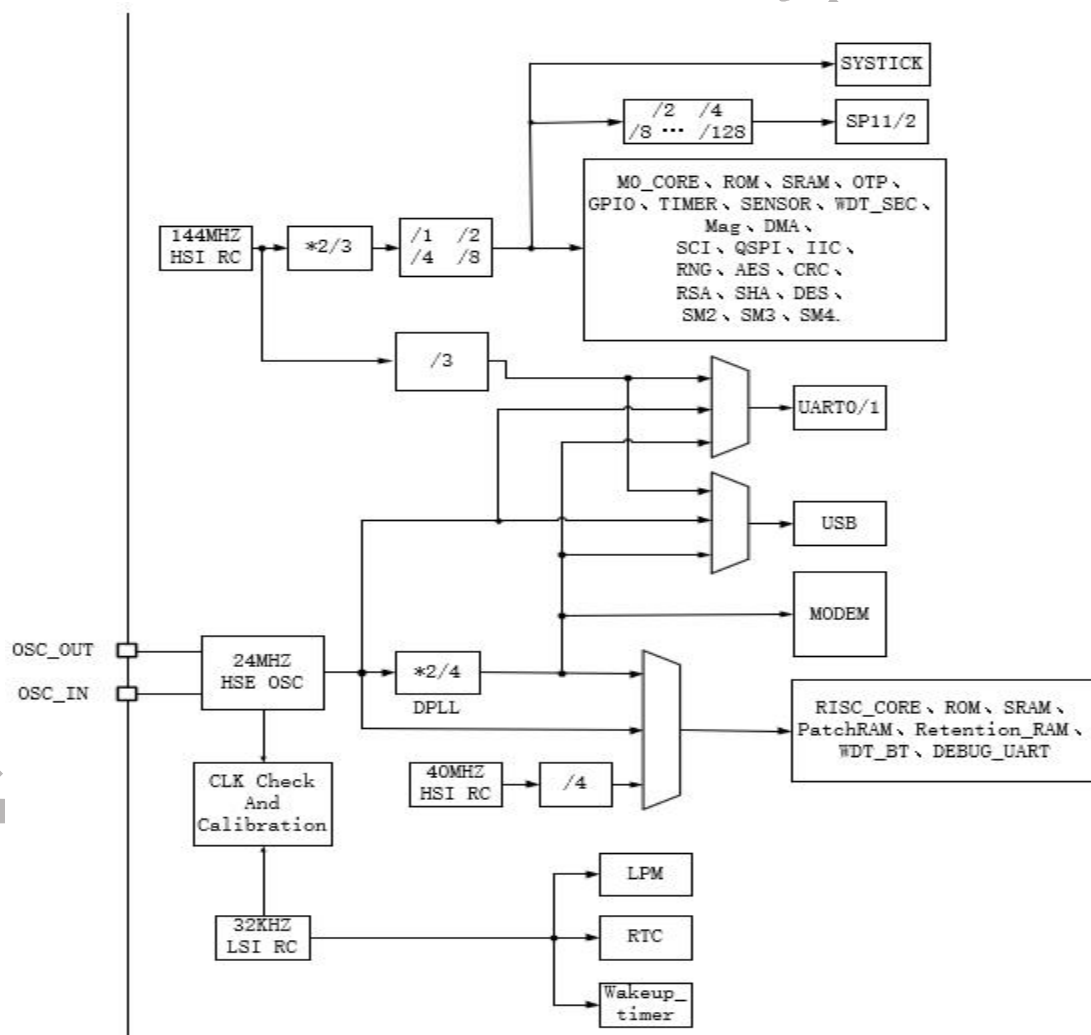 SYSTICK
/2 /4
/8 ··· /128
SP11/2
M0_CORE、ROM、SRAM、OTP、
GPIO、TIMER、SENSOR、WDT_SEC、
Mag、DMA、
SCI、QSPI、IIC、
RNG、AES、CRC、
RSA、SHA、DES、
SM2、SM3、SM4.
144MHZ
HSI RC
*2/3
/1 /2
/4 /8
/3
UART0/1
USB
MODEM
OSC_OUT
OSC_IN
24MHZ
HSE OSC
*2/4
DPLL
RISC_CORE、ROM、SRAM、
PatchRAM、Retention_RAM、
WDT_BT、DEBUG_UART
40MHZ
HSI RC
/4
CLK Check
And
Calibration
LPM
32KHZ
LSI RC
RTC
Wakeup_
timer